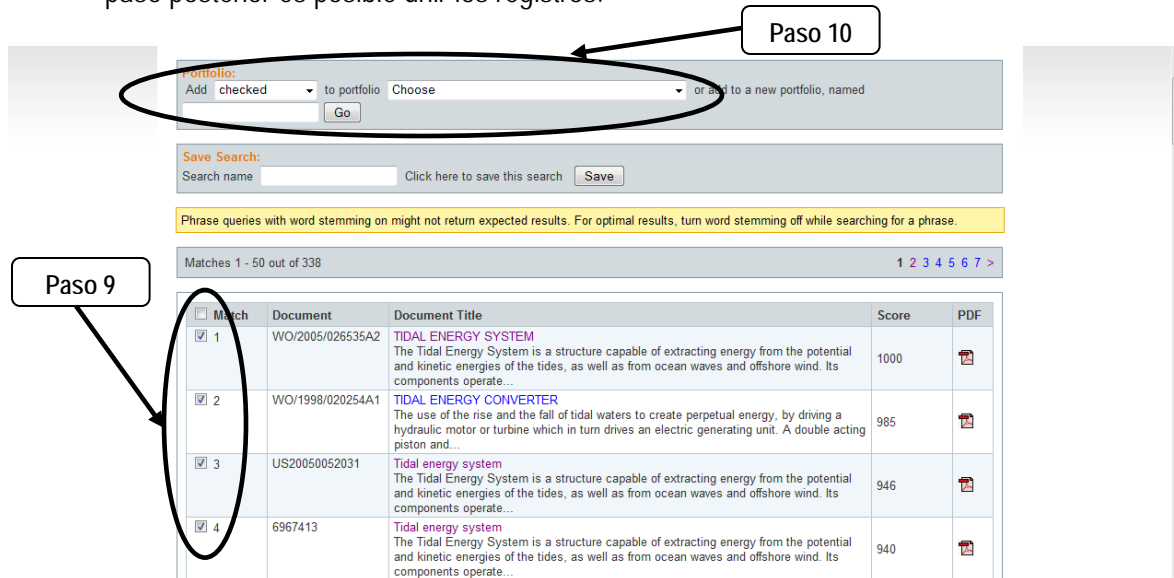 paso posterior es posible unir los registros.
Paso 10
Portfolio:
Add checked to portfolio Choose or add to a new portfolio, named
Go
Save Search:
Search name Click here to save this search Save
Phrase queries with word stemming on might not return expected results. For optimal results, turn word stemming off while searching for a phrase.
Matches 1 - 50 out of 338 1 2 3 4 5 6 7 >
Paso 9
Match Document Document Title Score PDF
1 WO/2005/026535A2 TIDAL ENERGY SYSTEM
The Tidal Energy System is a structure capable of extracting energy from the potential
and kinetic energies of the tides, as well as from ocean waves and offshore wind. Its
components operate...
1000
2 WO/1998/020254A1 TIDAL ENERGY CONVERTER
The use of the rise and the fall of tidal waters to create perpetual energy, by driving a
hydraulic motor or turbine which in turn drives an electric generating unit. A double acting
piston and...
985
3 US20050052031 Tidal energy system
The Tidal Energy System is a structure capable of extracting energy from the potential
and kinetic energies of the tides, as well as from ocean waves and offshore wind. Its
components operate...
946
4 6967413 Tidal energy system
The Tidal Energy System is a structure capable of extracting energy from the potential
and kinetic energies of the tides, as well as from ocean waves and offshore wind. Its
components operate...
940